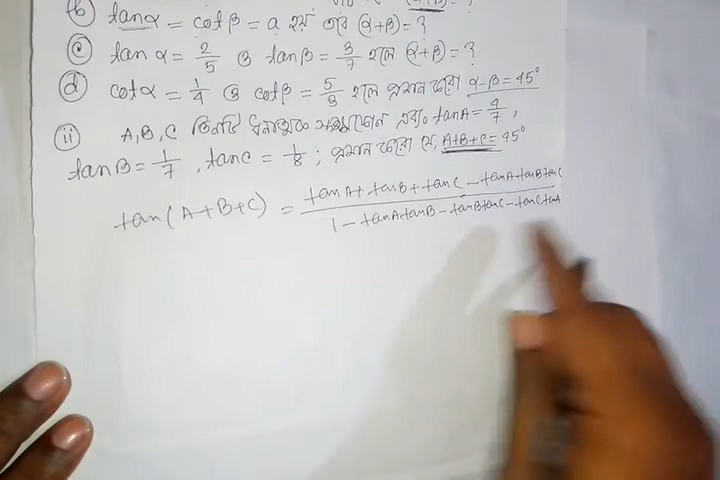 (b) tanα = cotβ = a হয় তবে (α+β) = ?
(c) tanα = 2/5 ও tanβ = 3/7 হলে (α+β) = ?
(d) cotα = 1/4 ও cotβ = 5/3 হলে প্রমাণ করো α-β = 45°
(ii) A, B, C তিনটি ধনাত্মক সূক্ষ্মকোণ এবং tanA = 4/7,
tanB = 1/7, tanC = 1/8; প্রমাণ করো যে, A+B+C = 45°
tan(A+B+C) = tanA + tanB + tanC - tanA tanB tanC / 1 - tanA tanB - tanB tanC - tanC tanA